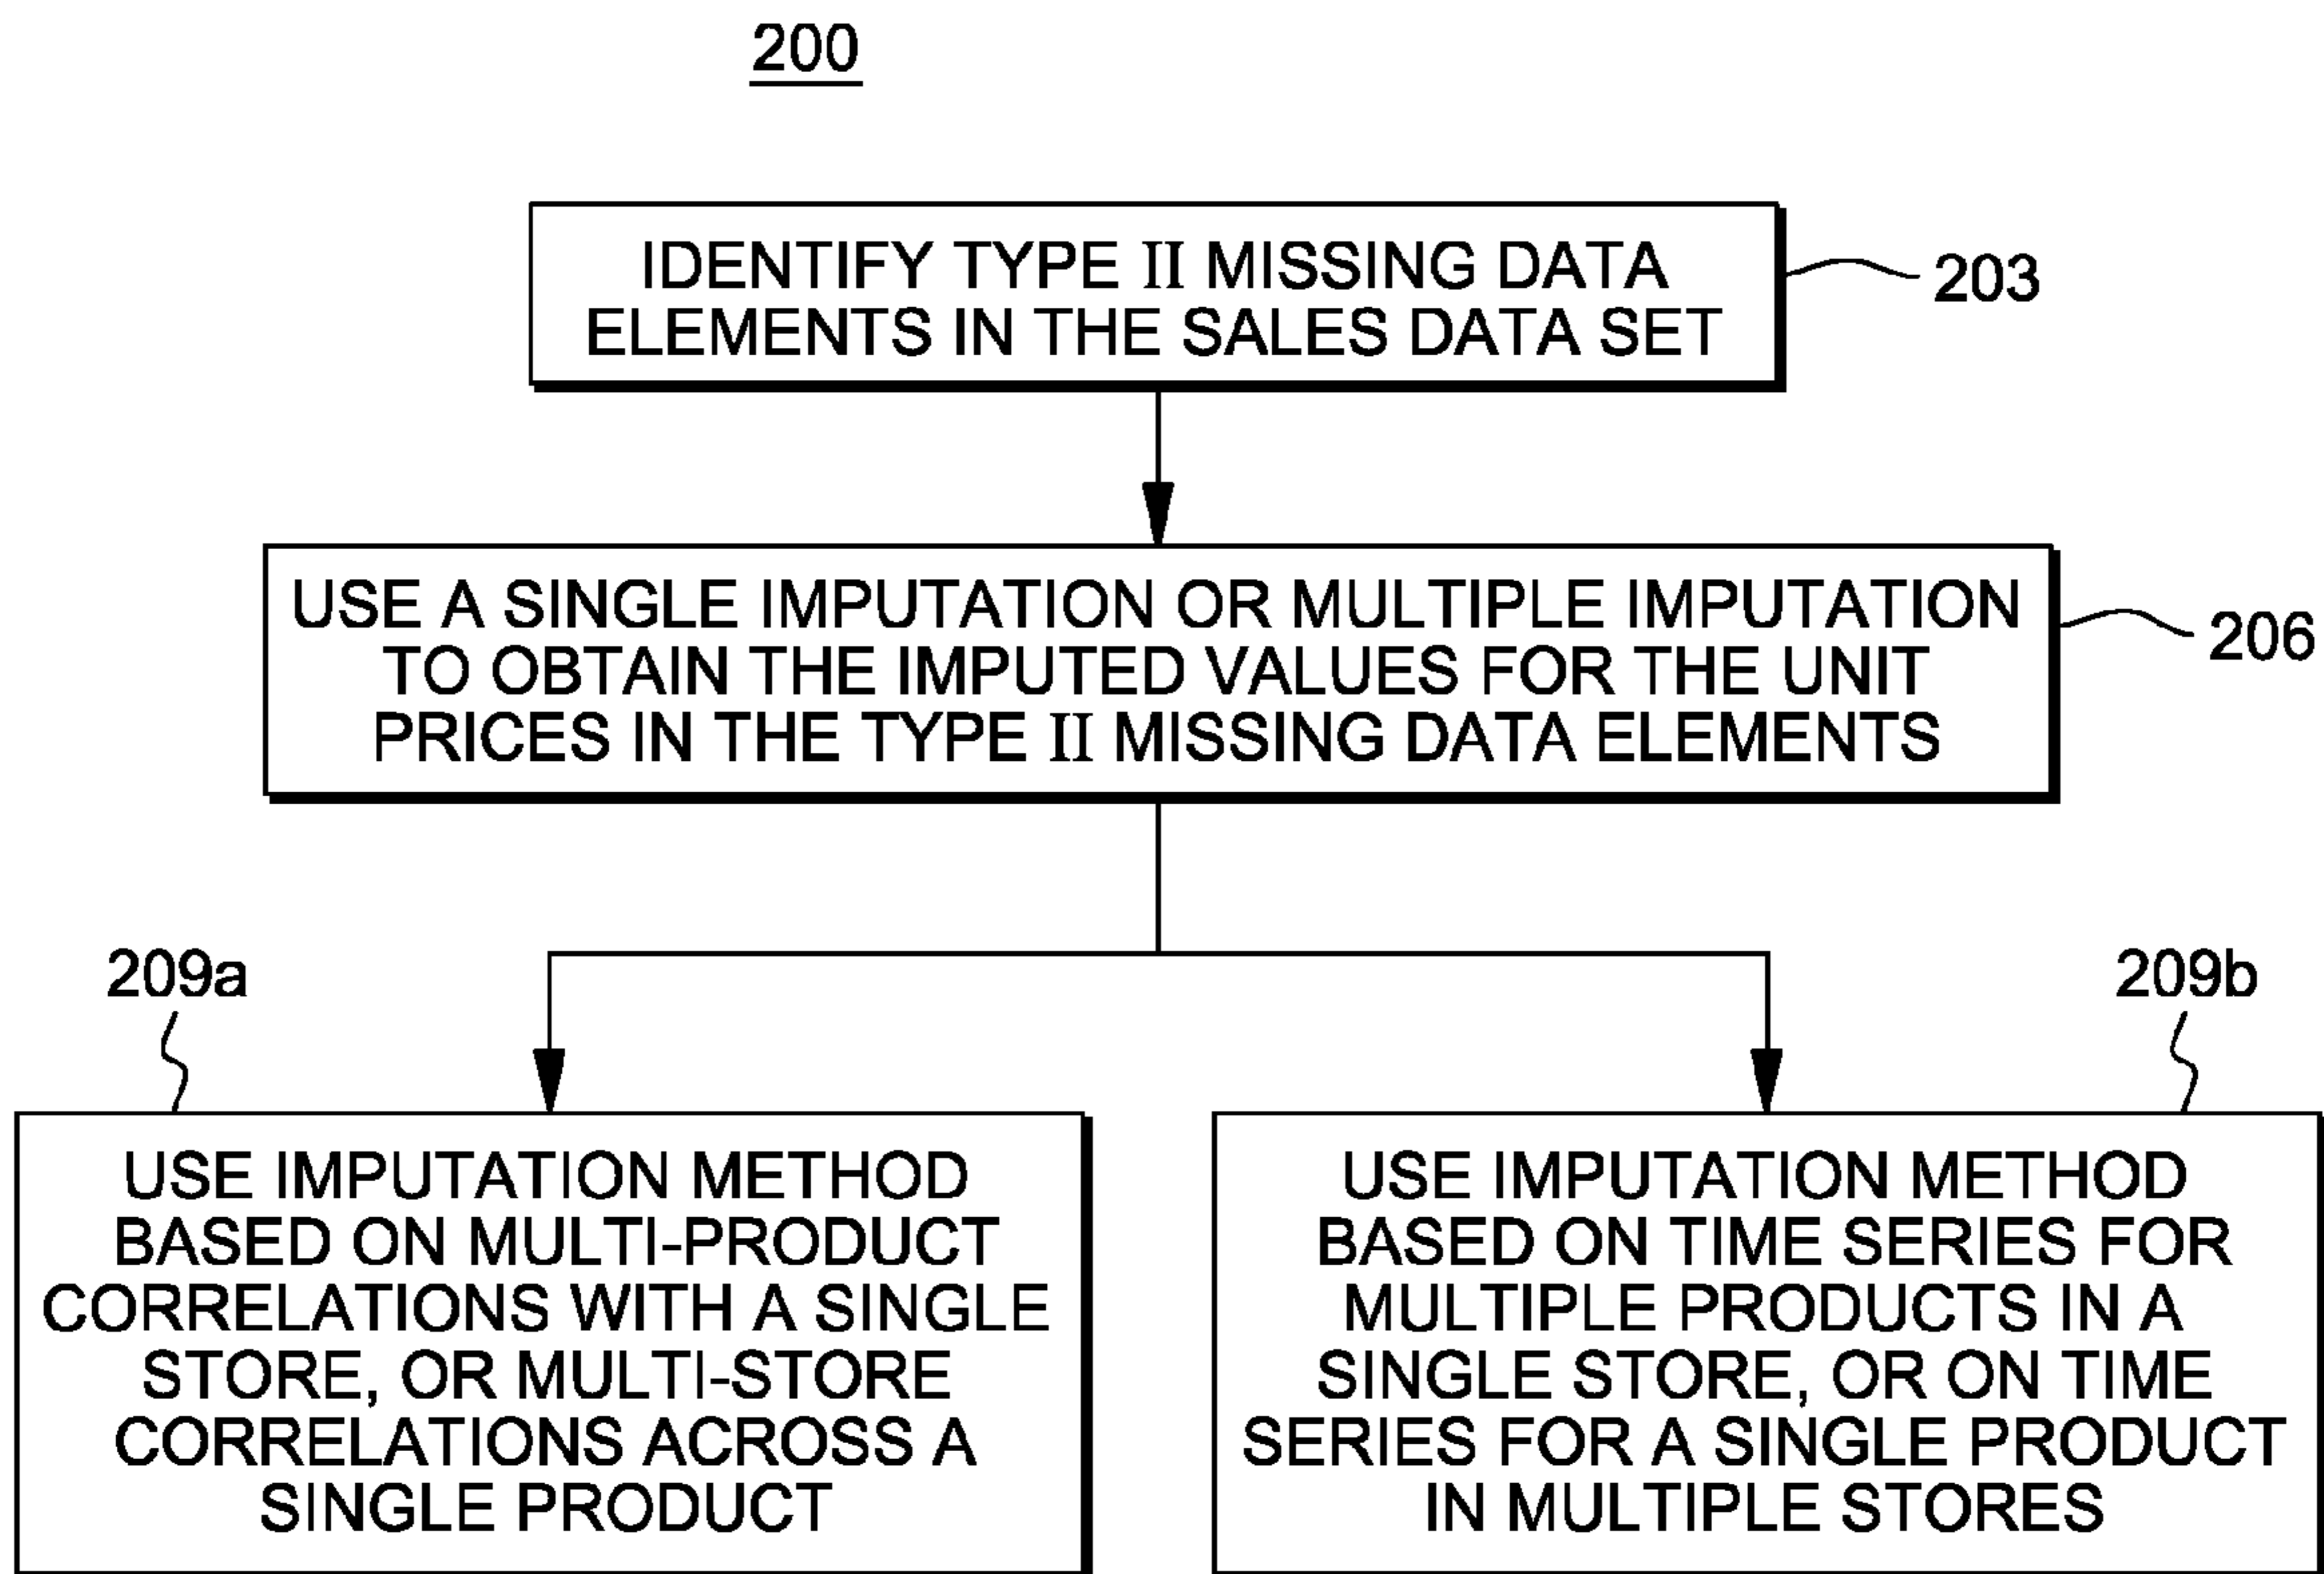 200
IDENTIFY TYPE II MISSING DATA
ELEMENTS IN THE SALES DATA SET
203
USE A SINGLE IMPUTATION OR MULTIPLE IMPUTATION
TO OBTAIN THE IMPUTED VALUES FOR THE UNIT
PRICES IN THE TYPE II MISSING DATA ELEMENTS
206
209a
USE IMPUTATION METHOD
BASED ON MULTI-PRODUCT
CORRELATIONS WITH A SINGLE
STORE, OR MULTI-STORE
CORRELATIONS ACROSS A
SINGLE PRODUCT
209b
USE IMPUTATION METHOD
BASED ON TIME SERIES FOR
MULTIPLE PRODUCTS IN A
SINGLE STORE, OR ON TIME
SERIES FOR A SINGLE PRODUCT
IN MULTIPLE STORES